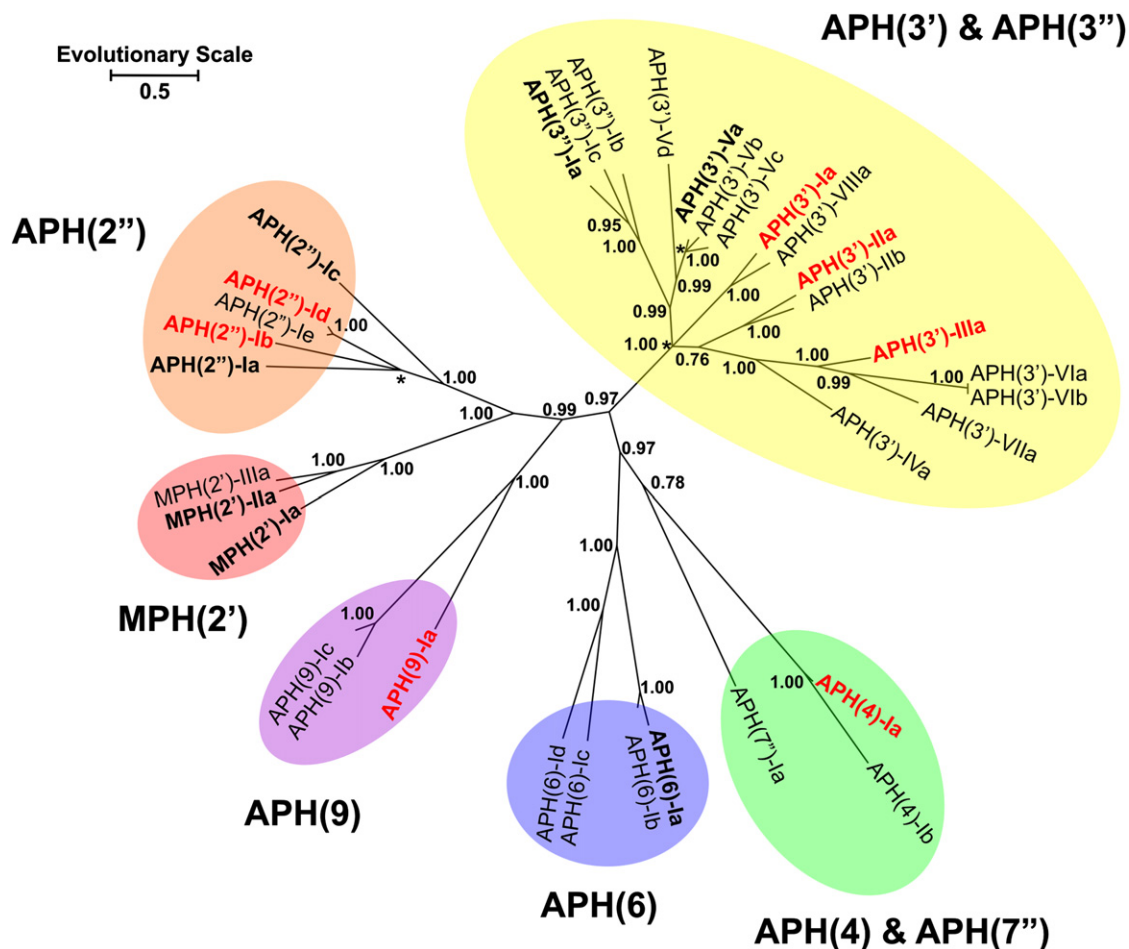 APH(3') & APH(3")
Evolutionary Scale
0.5
APH(3")-Ia
APH(3")-Ic
APH(3")-Ib
APH(3')-Vd
APH(3')-Va
APH(3')-Vb
APH(3')-Vc
APH(3')-Ia
APH(3')-VIIIa
APH(3')-IIa
APH(3')-IIb
APH(3')-IIIa
APH(3')-VIa
APH(3')-VIb
APH(3')-VIIa
APH(3')-IVa
0.95
1.00
*
1.00
0.99
0.99
1.00
1.00
1.00
*
0.76
1.00
1.00
0.99
1.00
APH(2")
APH(2")-Ic
APH(2")-Id
APH(2")-Ie
APH(2")-Ib
APH(2")-Ia
1.00
*
1.00
1.00
0.99
0.97
0.97
0.78
MPH(2')-IIIa
MPH(2')-IIa
MPH(2')-Ia
1.00
1.00
MPH(2')
1.00
1.00
APH(9)-Ic
APH(9)-Ib
APH(9)-Ia
APH(9)
1.00
1.00
1.00
APH(6)-Id
APH(6)-Ic
APH(6)-Ia
APH(6)-Ib
APH(6)
1.00
APH(7")-Ia
APH(4)-Ia
APH(4)-Ib
APH(4) & APH(7")